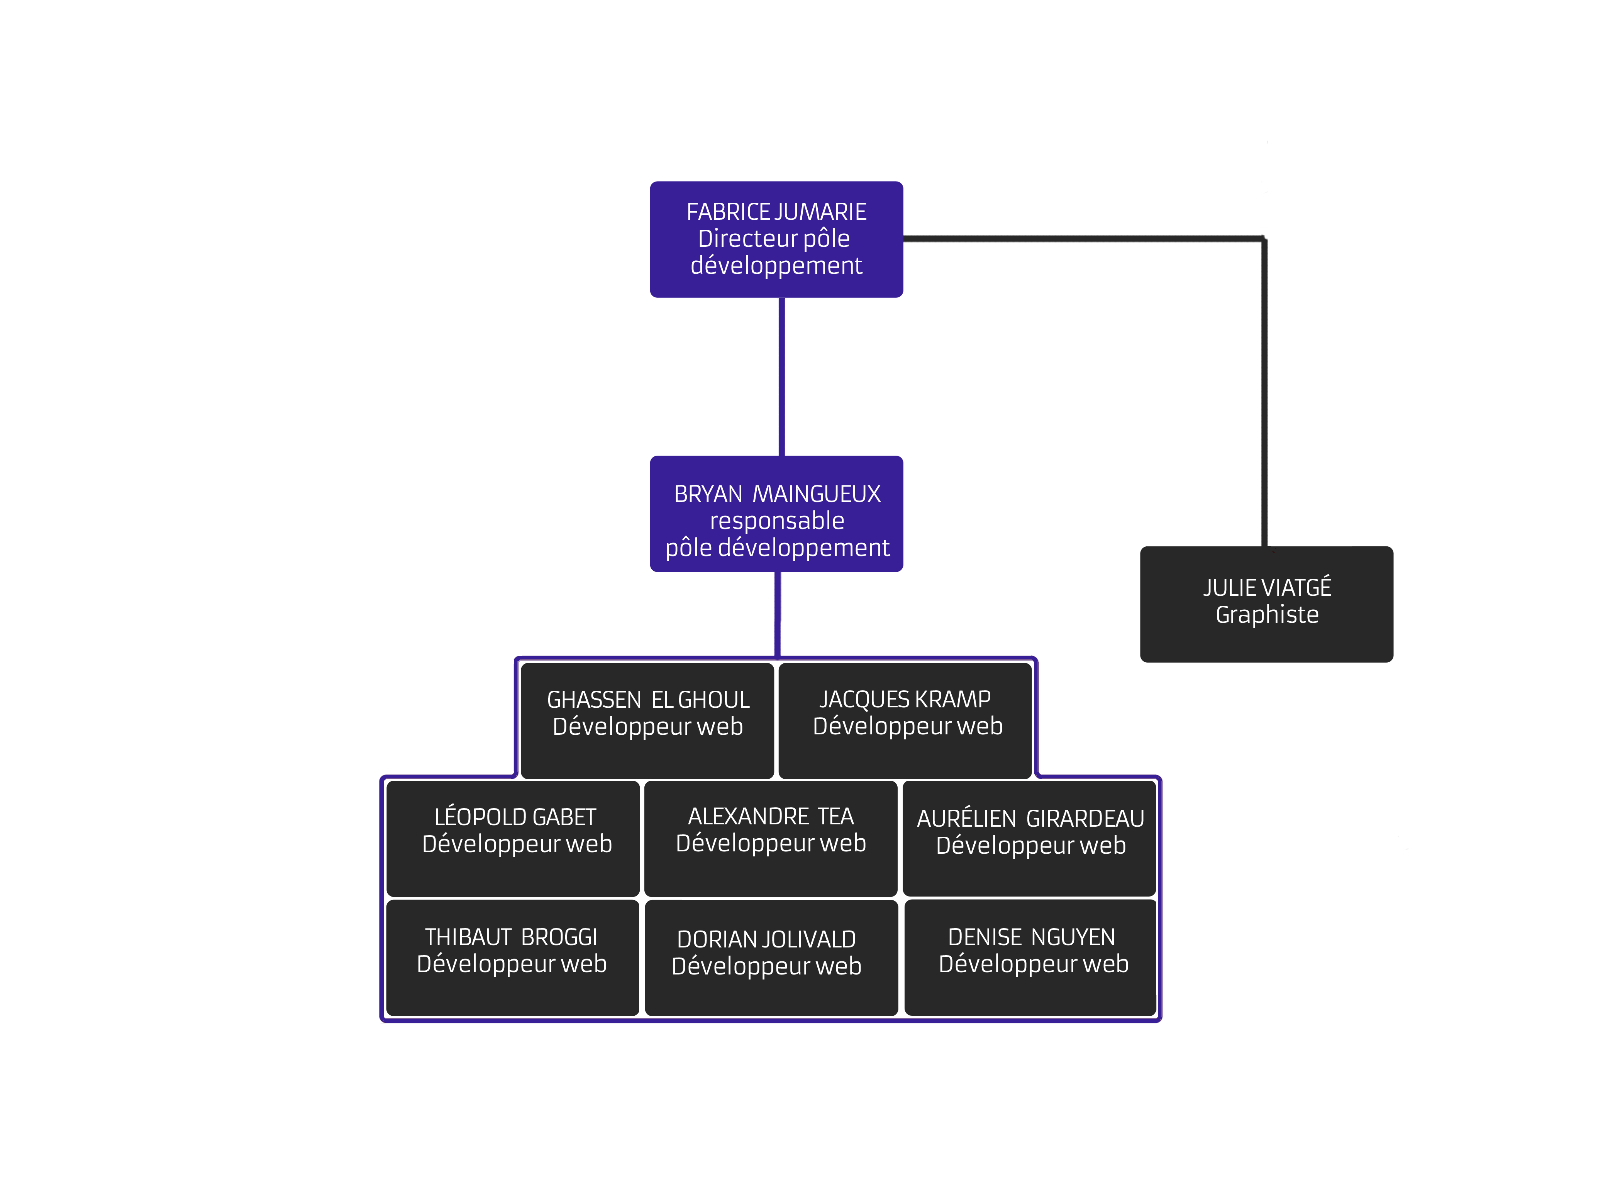 FABRICE JUMARIE
Directeur pôle
développement
BRYAN MAINGUEUX
responsable
pôle développement
JULIE VIATGÉ
Graphiste
GHASSEN EL GHOUL
Développeur web
JACQUES KRAMP
Développeur web
LÉOPOLD GABET
Développeur web
ALEXANDRE TEA
Développeur web
AURÉLIEN GIRARDEAU
Développeur web
THIBAUT BROGGI
Développeur web
DORIAN JOLIVALD
Développeur web
DENISE NGUYEN
Développeur web